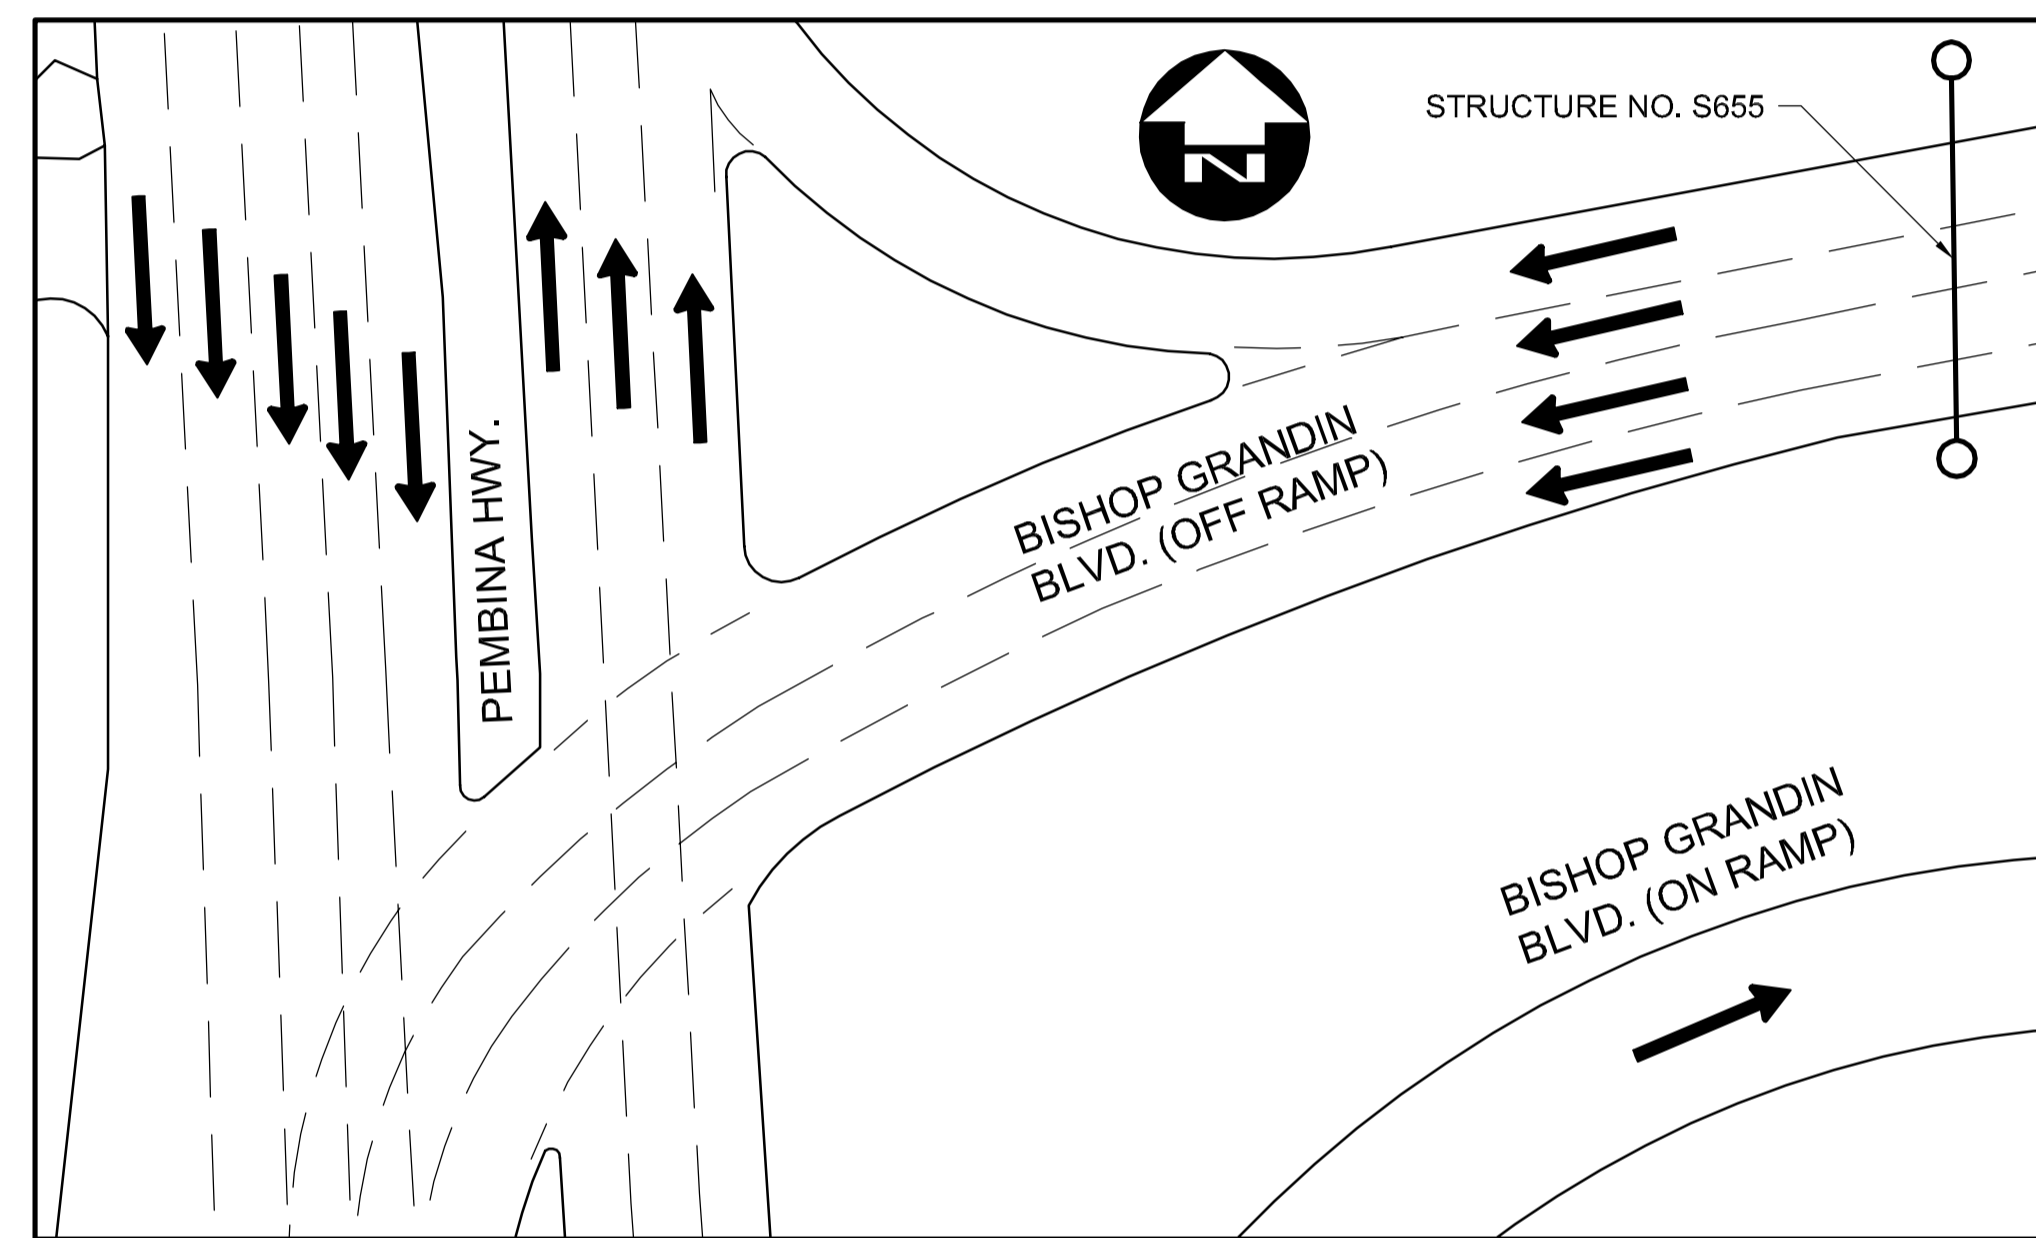 STRUCTURE NO. S655
N
PEMBINA HWY.
BISHOP GRANDIN
BLVD. (OFF RAMP)
BISHOP GRANDIN
BLVD. (ON RAMP)